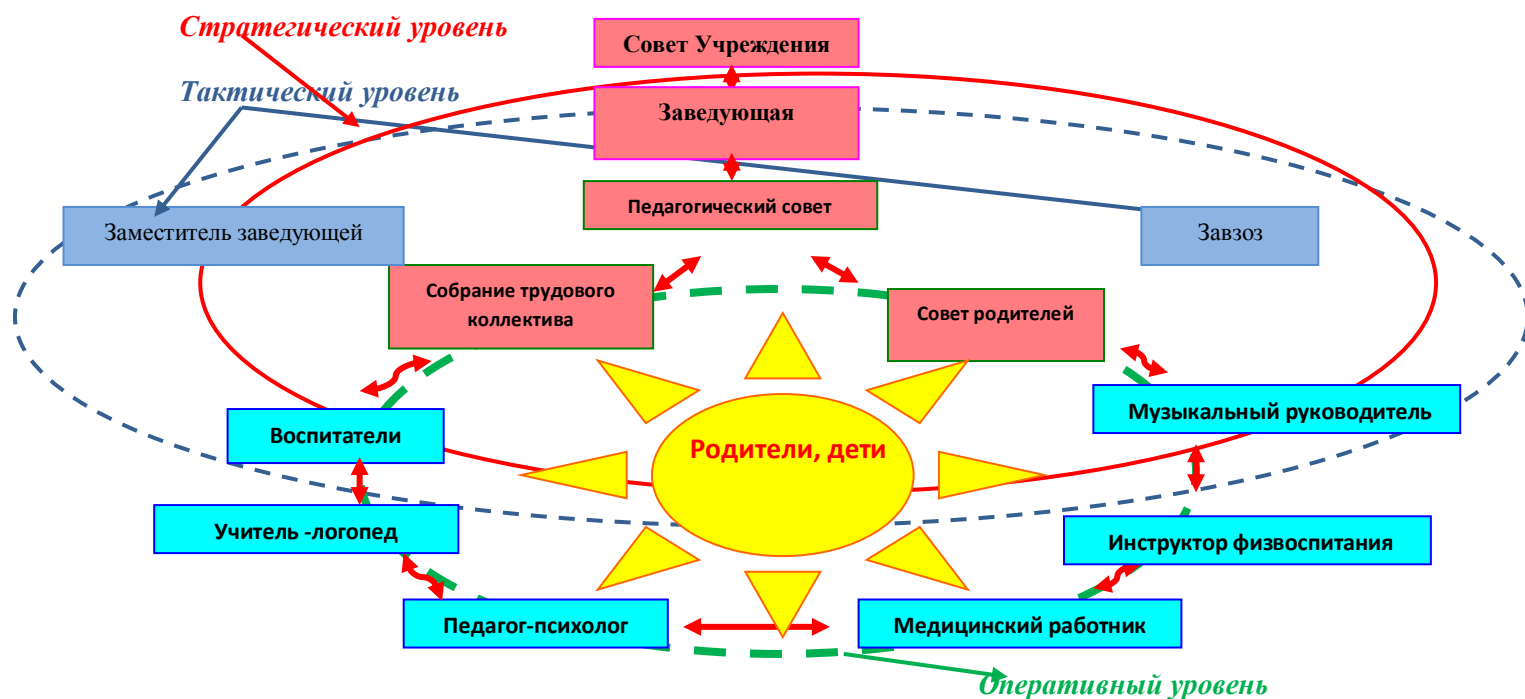 Стратегический уровень
Совет Учреждения
Тактический уровень
Заведующая
Педагогический совет
Заместитель заведующей
Завзоз
Собрание трудового
коллектива
Совет родителей
Музыкальный руководитель
Воспитатели
Родители, дети
Учитель -логопед
Инструктор физвоспитания
Педагог-психолог
Медицинский работник
Оперативный уровень